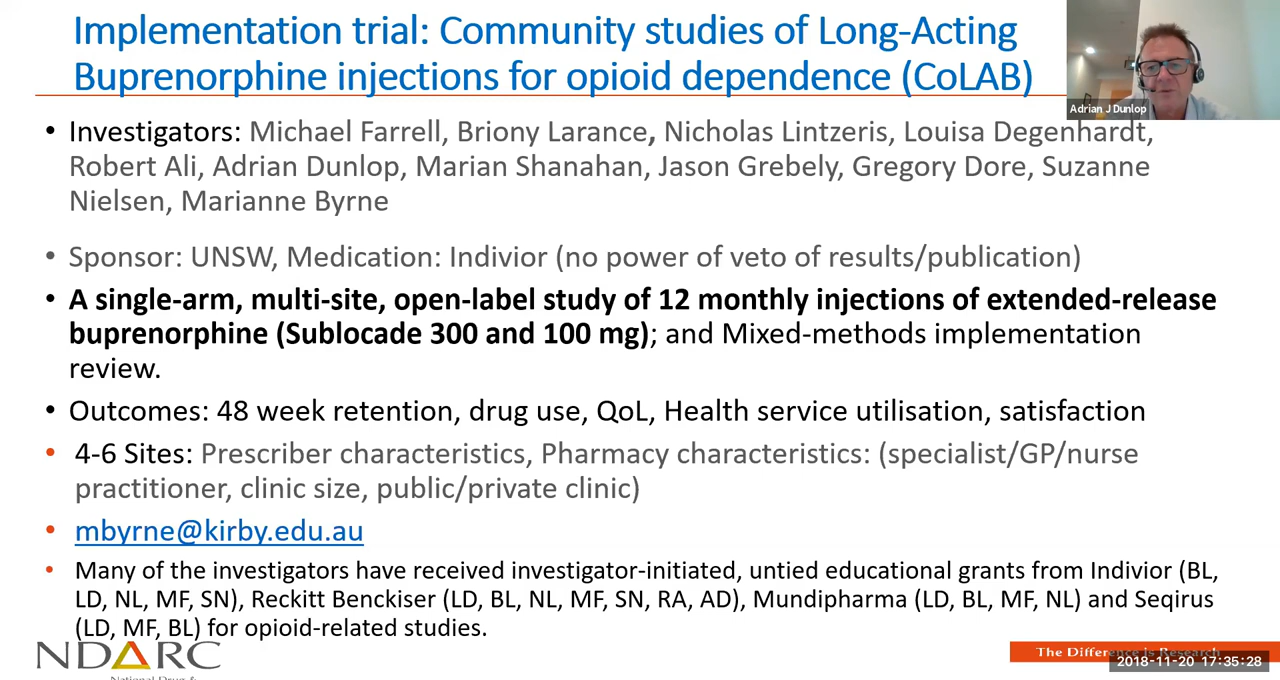 Implementation trial: Community studies of Long-Acting
Buprenorphine injections for opioid dependence (CoLAB)
Adrian J Dunlop
• Investigators: Michael Farrell, Briony Larance, Nicholas Lintzeris, Louisa Degenhardt,
Robert Ali, Adrian Dunlop, Marian Shanahan, Jason Grebely, Gregory Dore, Suzanne
Nielsen, Marianne Byrne
• Sponsor: UNSW, Medication: Indivior (no power of veto of results/publication)
• A single-arm, multi-site, open-label study of 12 monthly injections of extended-release
buprenorphine (Sublocade 300 and 100 mg); and Mixed-methods implementation
review.
• Outcomes: 48 week retention, drug use, QoL, Health service utilisation, satisfaction
• 4-6 Sites: Prescriber characteristics, Pharmacy characteristics: (specialist/GP/nurse
practitioner, clinic size, public/private clinic)
• mbyrne@kirby.edu.au
• Many of the investigators have received investigator-initiated, untied educational grants from Indivior (BL,
LD, NL, MF, SN), Reckitt Benckiser (LD, BL, NL, MF, SN, RA, AD), Mundipharma (LD, BL, MF, NL) and Seqirus
(LD, MF, BL) for opioid-related studies.
NDARC
National Drug &
The Difference is Research
2018-11-20 17:35:28